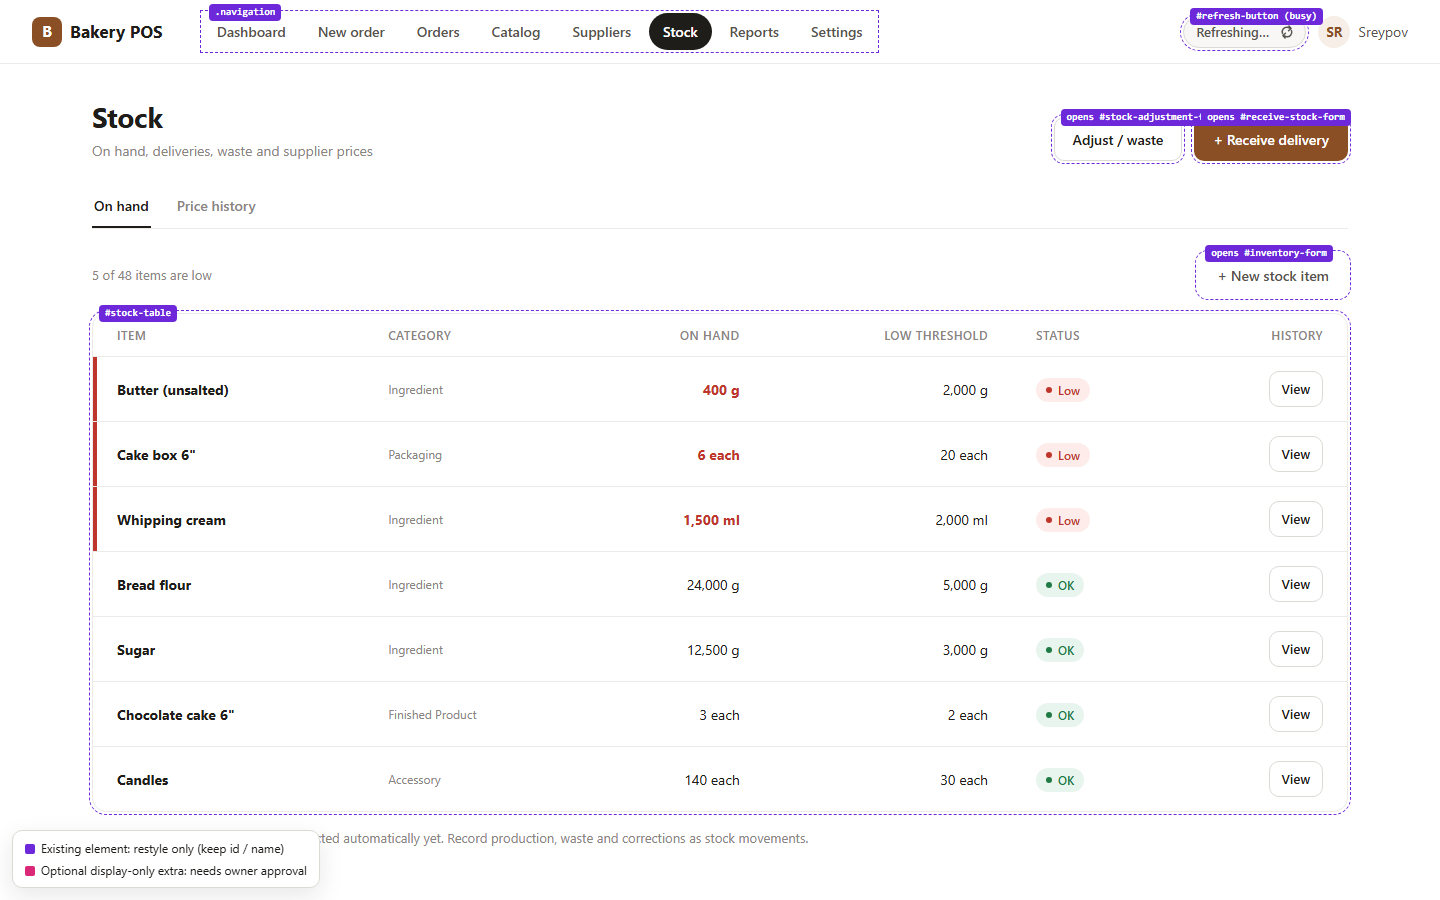 .navigation
#refresh-button (busy)
B Bakery POS Dashboard New order Orders Catalog Suppliers Stock Reports Settings Refreshing... SR Sreypov
Stock
opens #stock-adjustment- opens #receive-stock-form
On hand, deliveries, waste and supplier prices
Adjust / waste + Receive delivery
On hand Price history
opens #inventory-form
5 of 48 items are low + New stock item
#stock-table
ITEM CATEGORY ON HAND LOW THRESHOLD STATUS HISTORY
Butter (unsalted) Ingredient 400 g 2,000 g Low View
Cake box 6" Packaging 6 each 20 each Low View
Whipping cream Ingredient 1,500 ml 2,000 ml Low View
Bread flour Ingredient 24,000 g 5,000 g OK View
Sugar Ingredient 12,500 g 3,000 g OK View
Chocolate cake 6" Finished Product 3 each 2 each OK View
Candles Accessory 140 each 30 each OK View
automatically yet. Record production, waste and corrections as stock movements.
Existing element: restyle only (keep id / name)
Optional display-only extra: needs owner approval